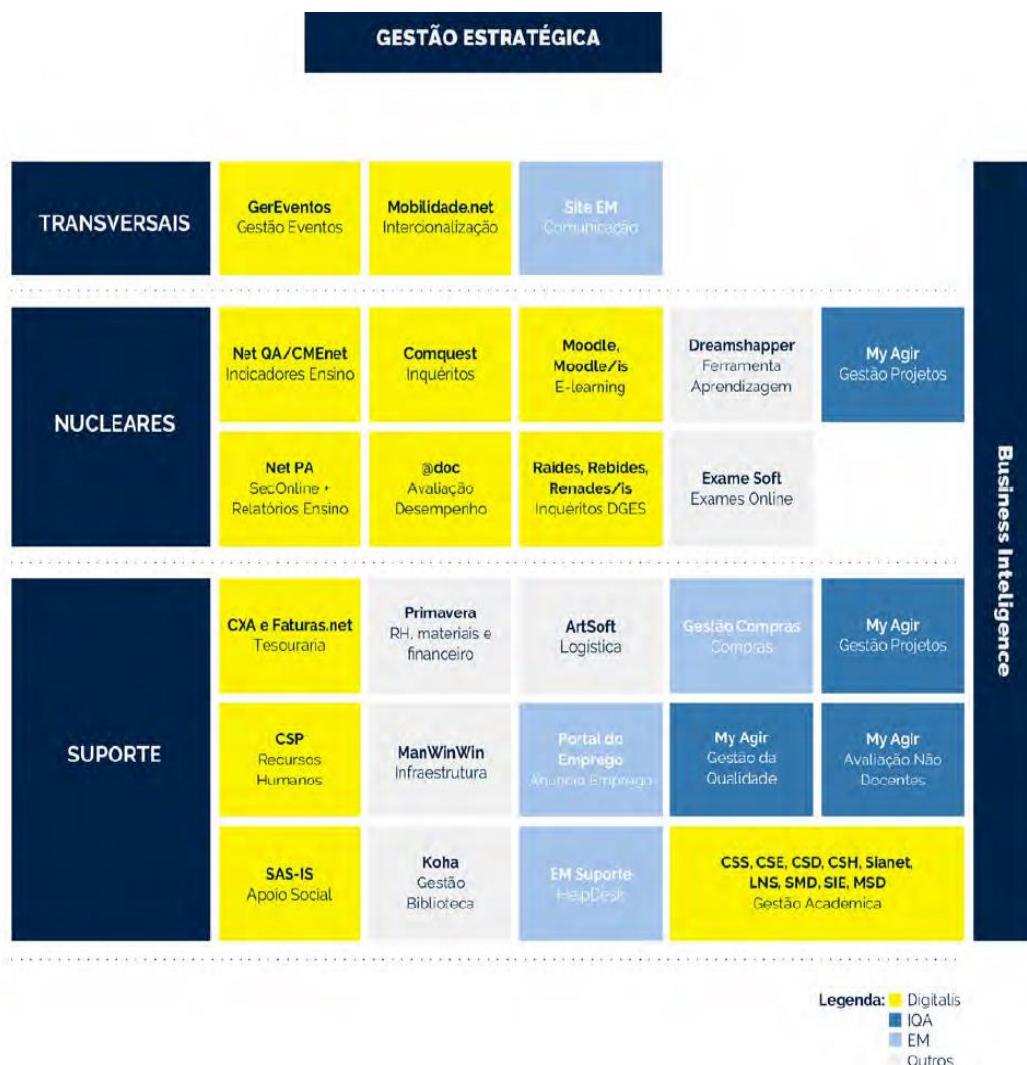 GESTÃO ESTRATÉGICA
TRANSVERSAIS
GerEventos
Gestão Eventos
Mobilidade.net
Intercionalização
Site EM
Comunicação
NUCLEARES
Net QA/CMEnet
Indicadores Ensino
Comquest
Inquéritos
Moodle,
Moodle/is
E-learning
Dreamshapper
Ferramenta
Aprendizagem
My Agir
Gestão Projetos
Net PA
SecOnline +
Relatórios Ensino
@doc
Avaliação
Desempenho
Raides, Rebides,
Renades/is
Inquéritos DGES
Exame Soft
Exames Online
SUPORTE
CXA e Faturas.net
Tesouraria
Primavera
RH, materiais e
financeiro
ArtSoft
Logística
Gestão Compras
Compras
My Agir
Gestão Projetos
CSP
Recursos
Humanos
ManWinWin
Infraestrutura
Portal do
Emprego
Anúncio Emprego
My Agir
Gestão da
Qualidade
My Agir
Avaliação Não
Docentes
SAS-IS
Apoio Social
Koha
Gestão
Biblioteca
EM Suporte
HelpDesk
CSS, CSE, CSD, CSH, Sianet,
LNS, SMD, SIE, MSD
Gestão Académica
Business Inteligence
Legenda: Digitalis
IQA
EM
Outros